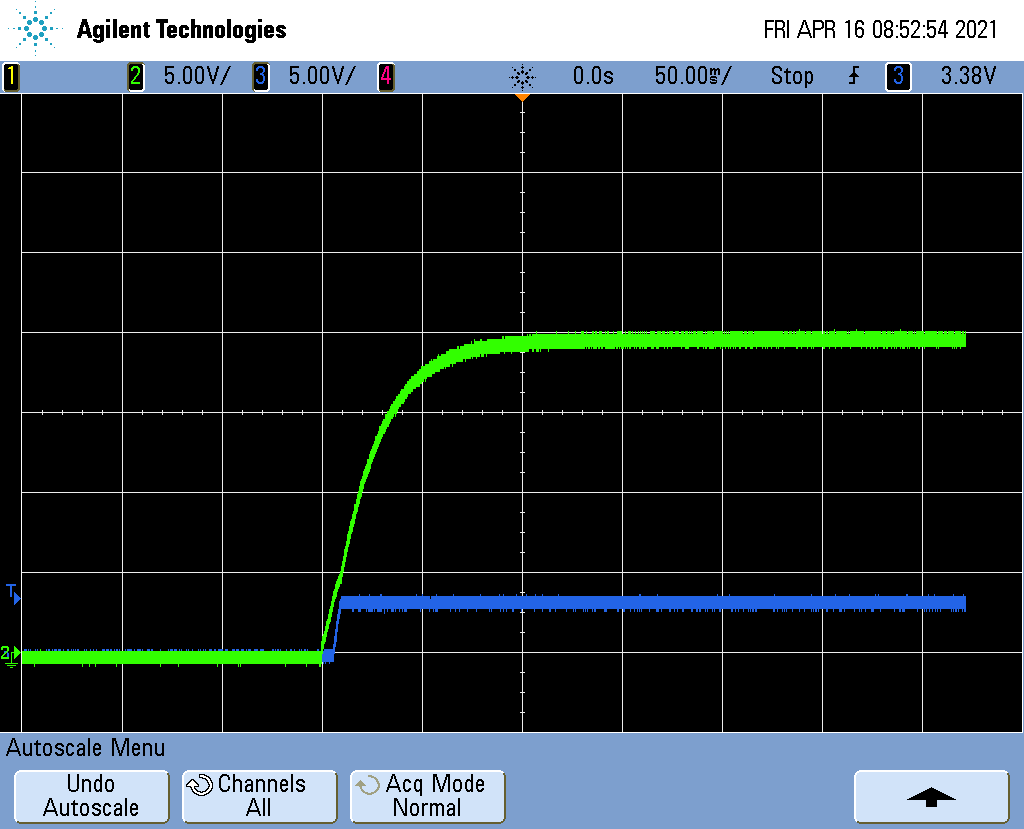 Agilent Technologies
FRI APR 16 08:52:54 2021
1 2 5.00V/ 3 5.00V/ 4 0.0s 50.00ms/ Stop 3 3.38V
T
2
Autoscale Menu
Undo
Autoscale
Channels
All
Acq Mode
Normal